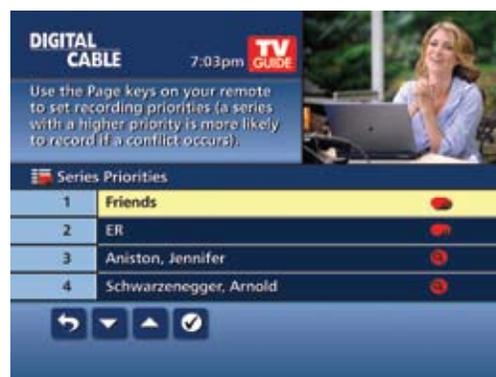 DIGITAL
CABLE
7:03pm
TV
GUIDE
Use the Page keys on your remote
to set recording priorities (a series
with a higher priority is more likely
to record if a conflict occurs).
Series Priorities
1 Friends
2 ER
3 Aniston, Jennifer
4 Schwarzenegger, Arnold